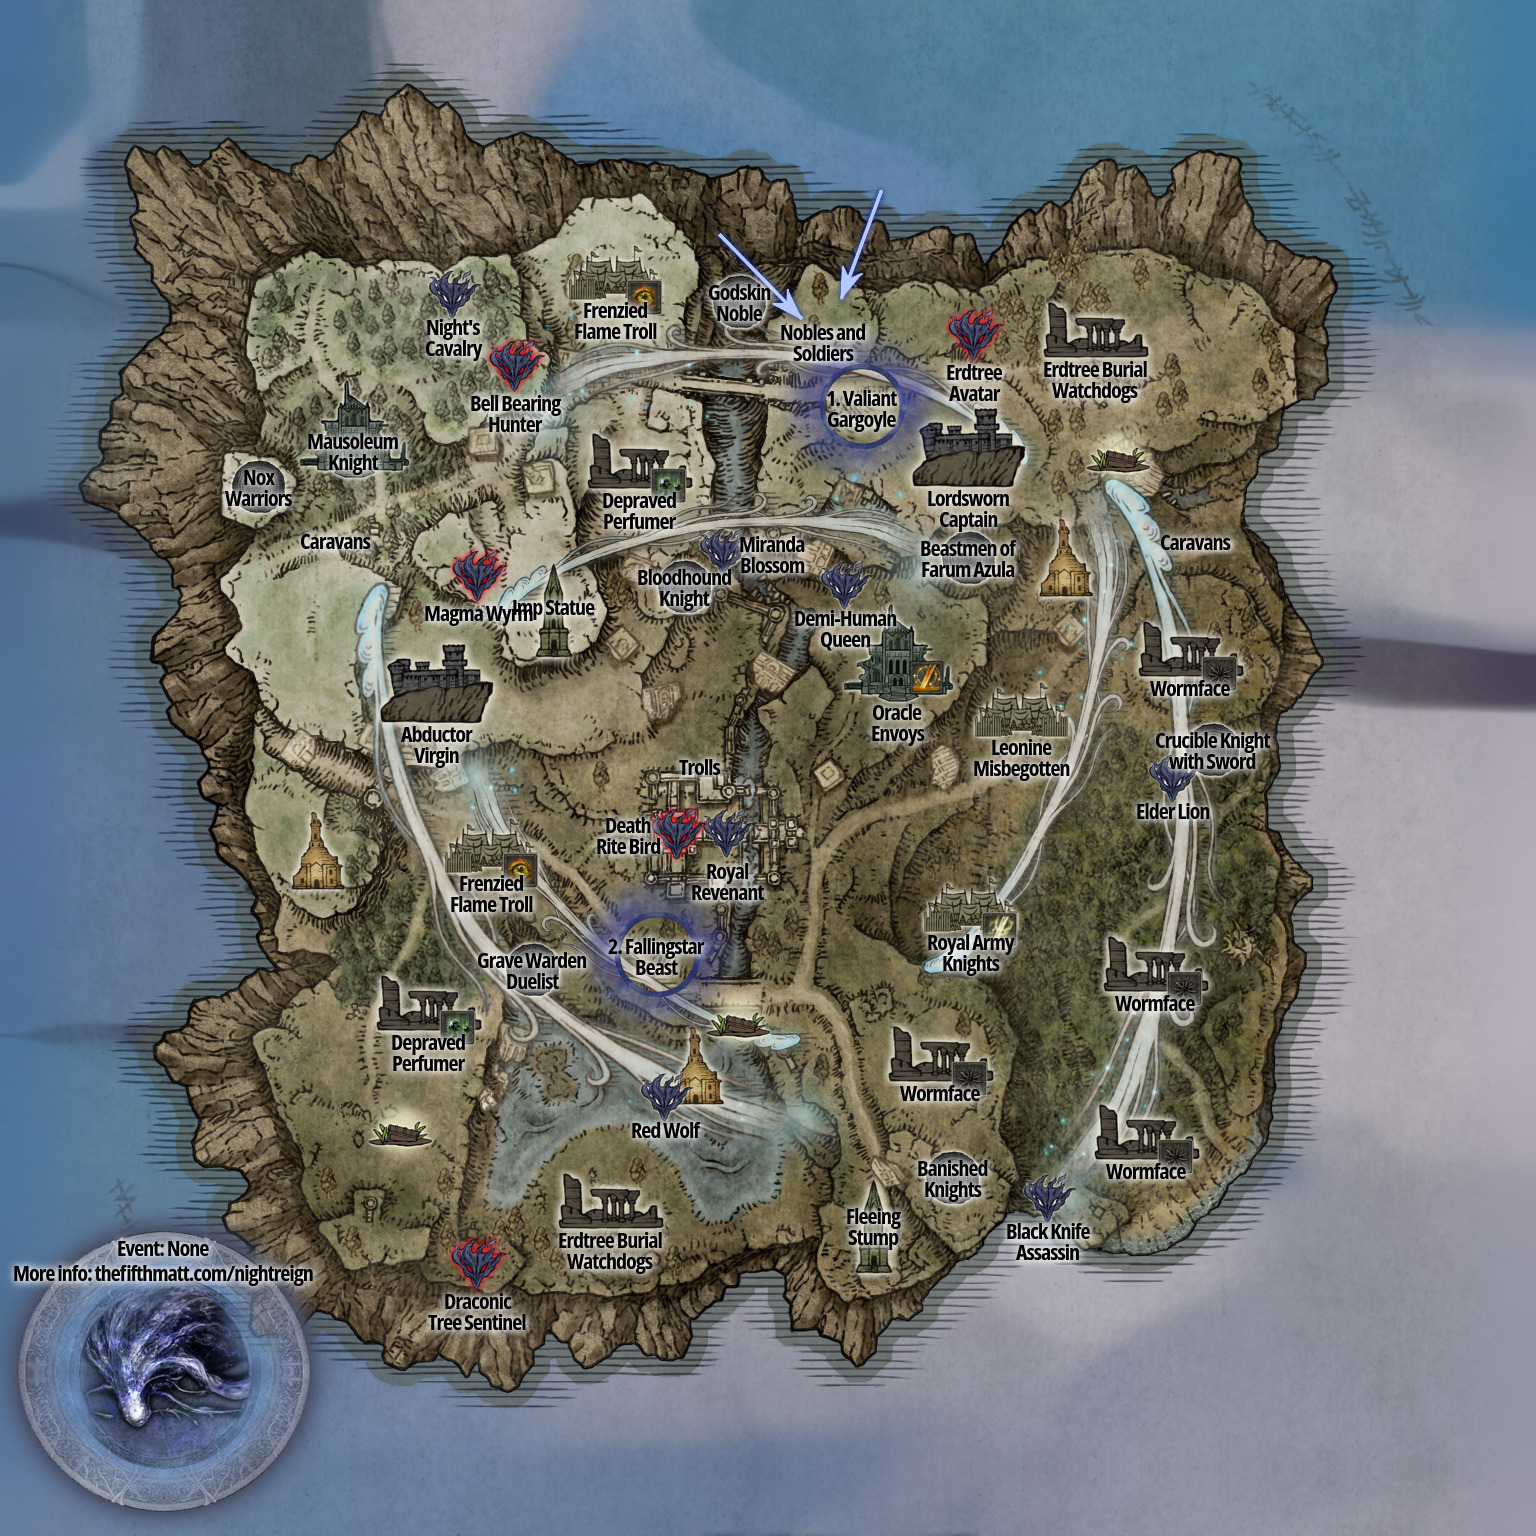 Night's
Cavalry
Frenzied
Flame Troll
Godskin
Noble
Nobles and
Soldiers
Erdtree
Avatar
Erdtree Burial
Watchdogs
Bell Bearing
Hunter
1. Valiant
Gargoyle
Mausoleum
Knight
Nox
Warriors
Depraved
Perfumer
Lordsworn
Captain
Caravans
Miranda
Blossom
Beastmen of
Farum Azula
Caravans
Bloodhound
Knight
Magma Wyrm
Imp Statue
Demi-Human
Queen
Wormface
Abductor
Virgin
Oracle
Envoys
Leonine
Misbegotten
Crucible Knight
with Sword
Trolls
Elder Lion
Death
Rite Bird
Royal
Revenant
Frenzied
Flame Troll
2. Fallingstar
Beast
Royal Army
Knights
Grave Warden
Duelist
Wormface
Depraved
Perfumer
Wormface
Red Wolf
Banished
Knights
Wormface
Fleeing
Stump
Black Knife
Assassin
Erdtree Burial
Watchdogs
Event: None
More info: thefifthmatt.com/nightreign
Draconic
Tree Sentinel